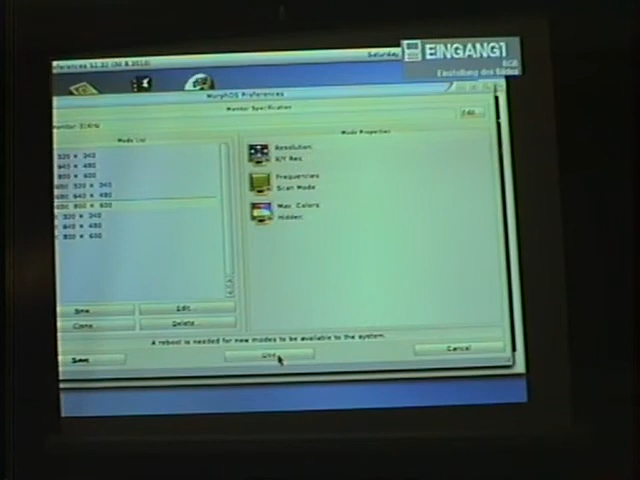 EINGANG1
RGB
Einstellung des Bildes
Saturday
MorphOS Preferences
Monitor Specification
Edit...
Mode List
Mode Properties
320 x 240
640 x 480
800 x 600
320 x 240
640 x 480
800 x 600
320 x 240
640 x 480
800 x 600
Resolution:
X/Y Res
Frequencies
Scan Mode
Max. Colors:
Hidden:
New
Edit...
Clone
Delete
A reboot is needed for new modes to be available to the system.
Save
Use
Cancel